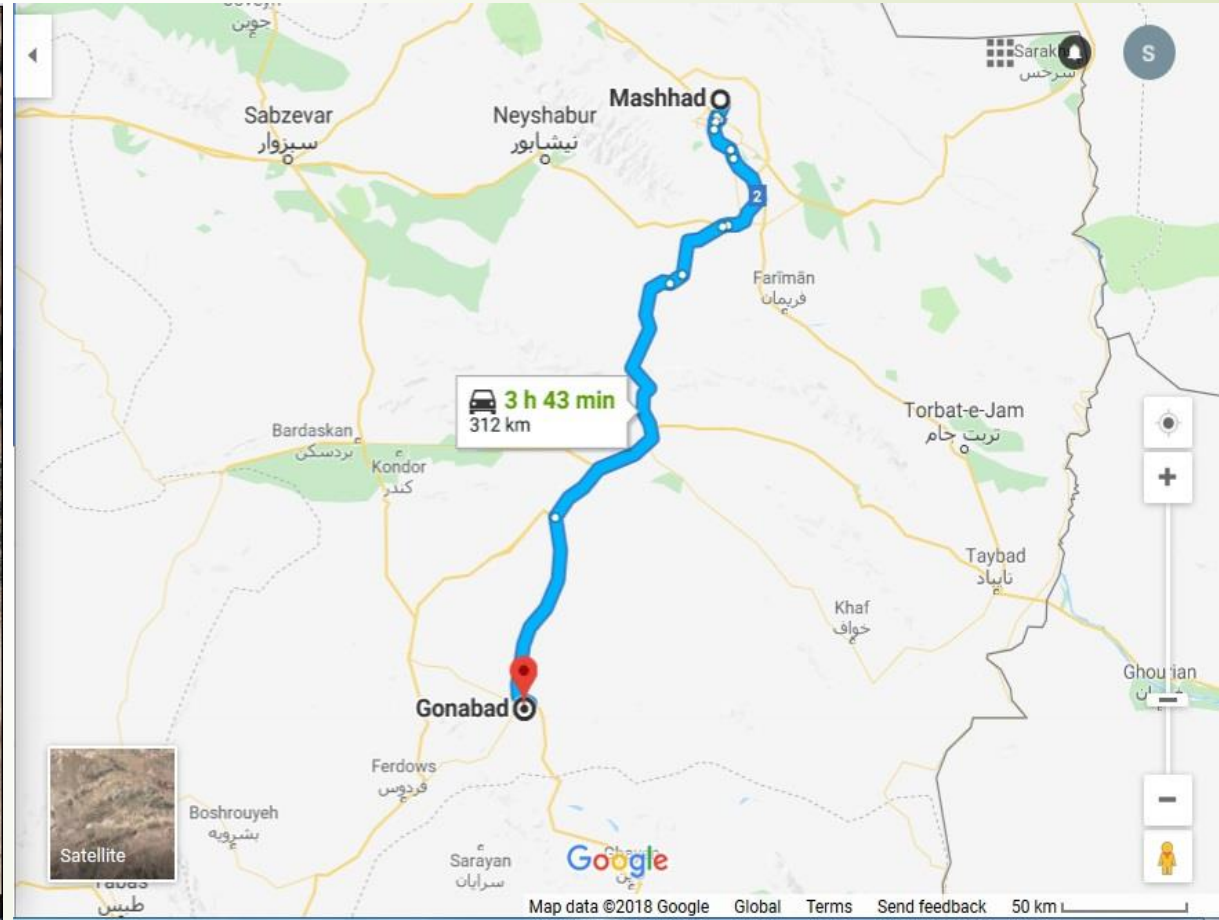 جوین
Sarakh
سرخس
S
Mashhad
Sabzevar
سبزوار
Neyshabur
نیشابور
2
Farīmān
فریمان
3 h 43 min
312 km
Torbat-e-Jam
تربت جام
Bardaskan
بردسکن
Kondor
کندر
Taybad
تایباد
Khaf
خواف
Ghourian
Gonabad
Ferdows
فردوس
Boshrouyeh
بشرویه
Sarayan
سرایان
Google
Satellite
طبس
Map data ©2018 Google Global Terms Send feedback 50 km